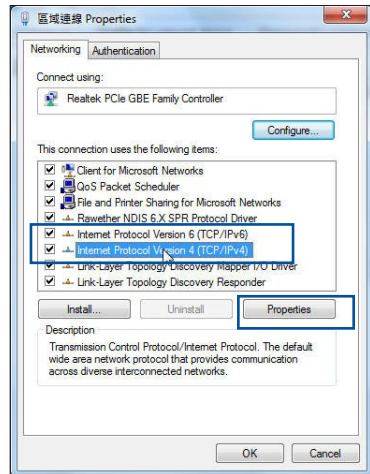 區域連線 Properties
Networking Authentication
Connect using:
Realtek PCIe GBE Family Controller
Configure...
This connection uses the following items:
Client for Microsoft Networks
QoS Packet Scheduler
File and Printer Sharing for Microsoft Networks
Rawether NDIS 6.X SPR Protocol Driver
Internet Protocol Version 6 (TCP/IPv6)
Internet Protocol Version 4 (TCP/IPv4)
Link-Layer Topology Discovery Mapper I/O Driver
Link-Layer Topology Discovery Responder
Install... Uninstall Properties
Description
Transmission Control Protocol/Internet Protocol. The default
wide area network protocol that provides communication
across diverse interconnected networks.
OK Cancel